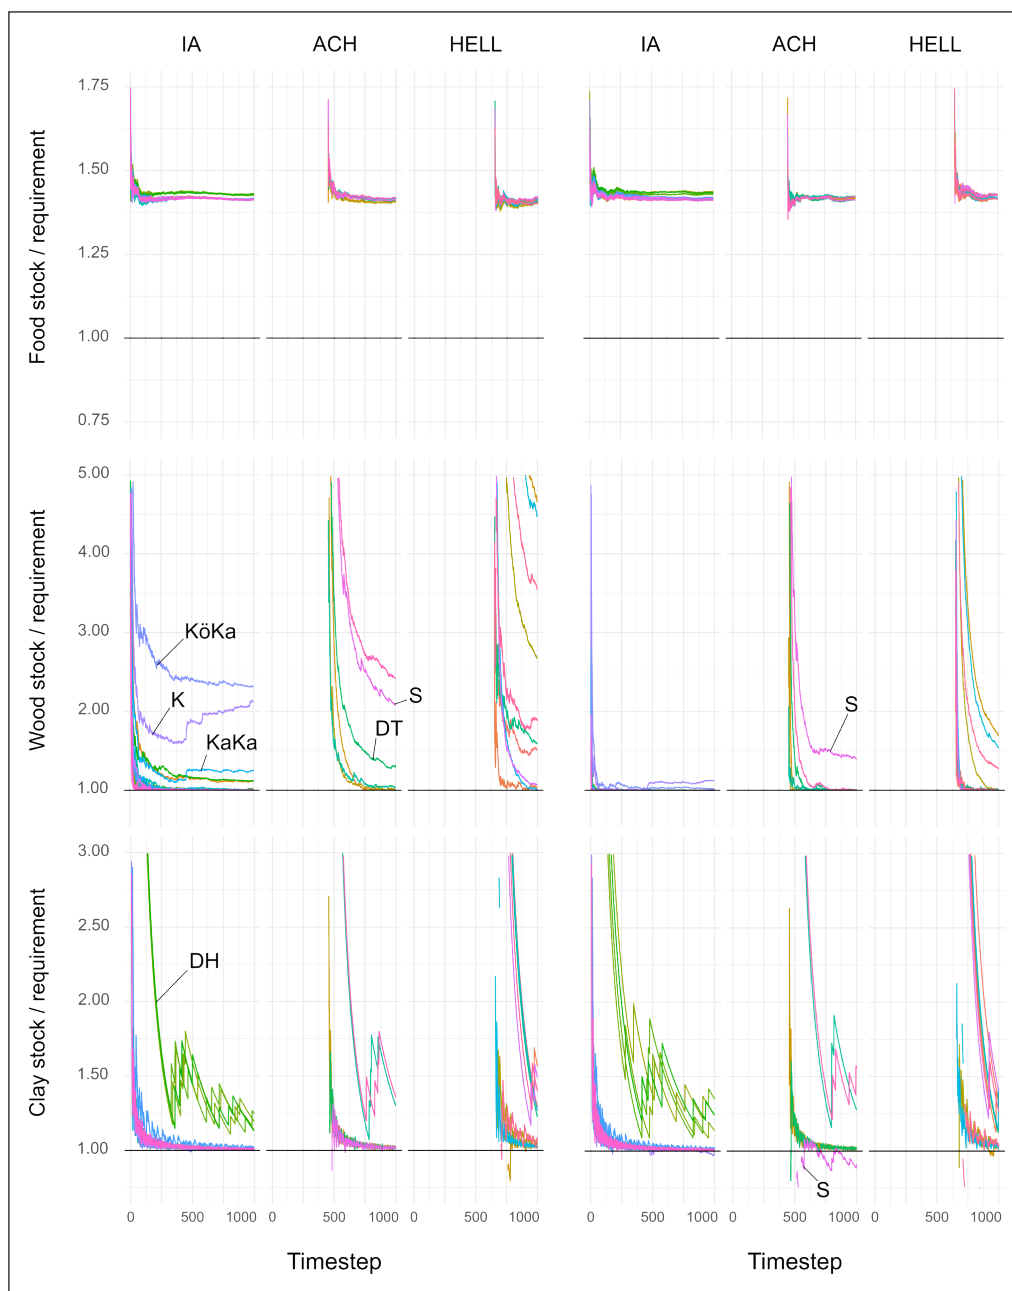 IA ACH HELL IA ACH HELL
Food stock / requirement
1.75
1.50
1.25
1.00
0.75
Wood stock / requirement
5.00
4.00
3.00
2.00
1.00
KöKa
K
KaKa
S
DT
S
Clay stock / requirement
3.00
2.50
2.00
1.50
1.00
DH
S
0 500 1000 0 500 1000 0 500 1000 0 500 1000 0 500 1000 0 500 1000
Timestep Timestep